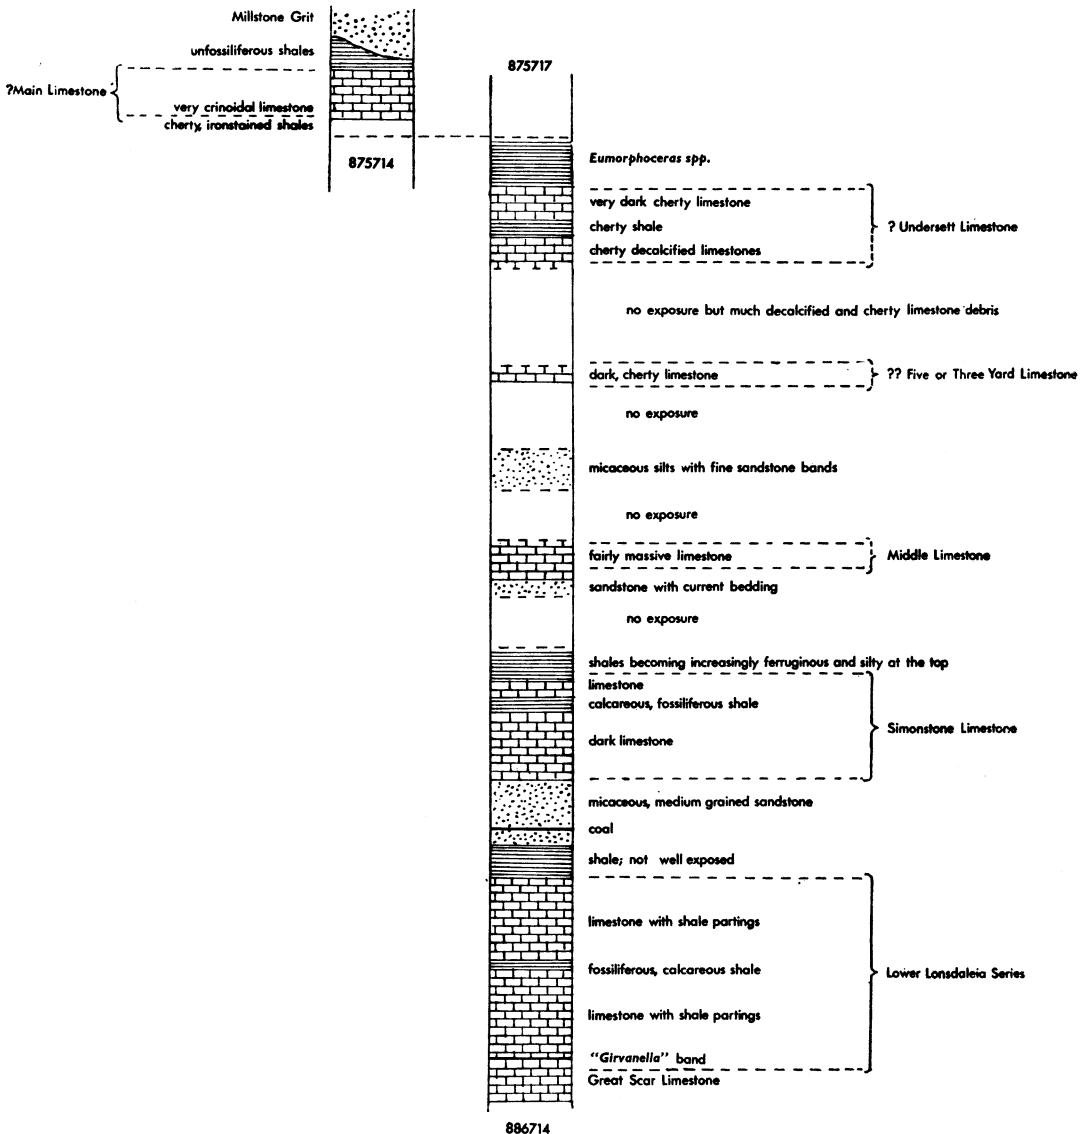 Millstone Grit
unfossiliferous shales
?Main Limestone
very crinoidal limestone
cherty, ironstained shales
875714
875717
Eumorphoceras spp.
very dark cherty limestone
cherty shale
? Undersett Limestone
cherty decalcified limestones
no exposure but much decalcified and cherty limestone debris
dark, cherty limestone
?? Five or Three Yard Limestone
no exposure
micaceous silts with fine sandstone bands
no exposure
fairly massive limestone
Middle Limestone
sandstone with current bedding
no exposure
shales becoming increasingly ferruginous and silty at the top
limestone
calcareous, fossiliferous shale
Simonstone Limestone
dark limestone
micaceous, medium grained sandstone
coal
shale; not well exposed
limestone with shale partings
fossiliferous, calcareous shale
Lower Lonsdaleia Series
limestone with shale partings
"Girvanella" band
Great Scar Limestone
886714